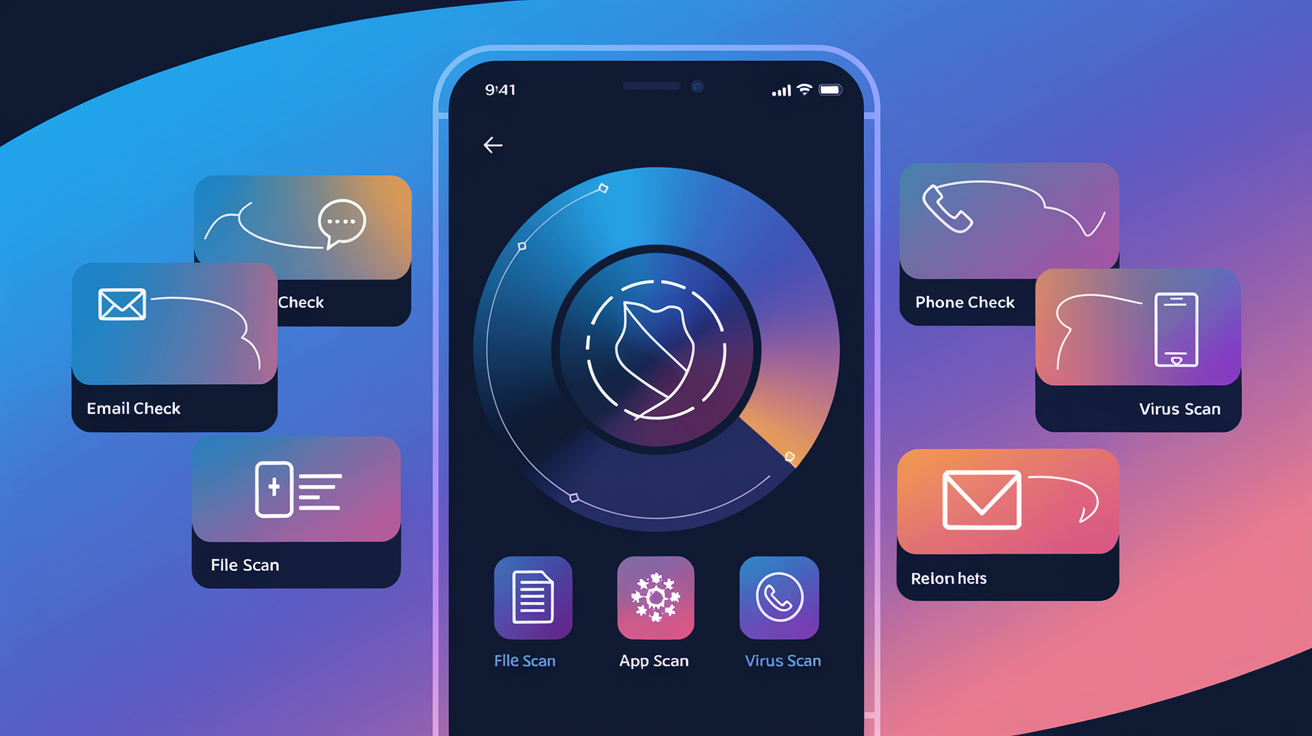 9:41
Check
Email Check
File Scan
Phone Check
Virus Scan
Relon hets
File Scan
App Scan
Virus Scan